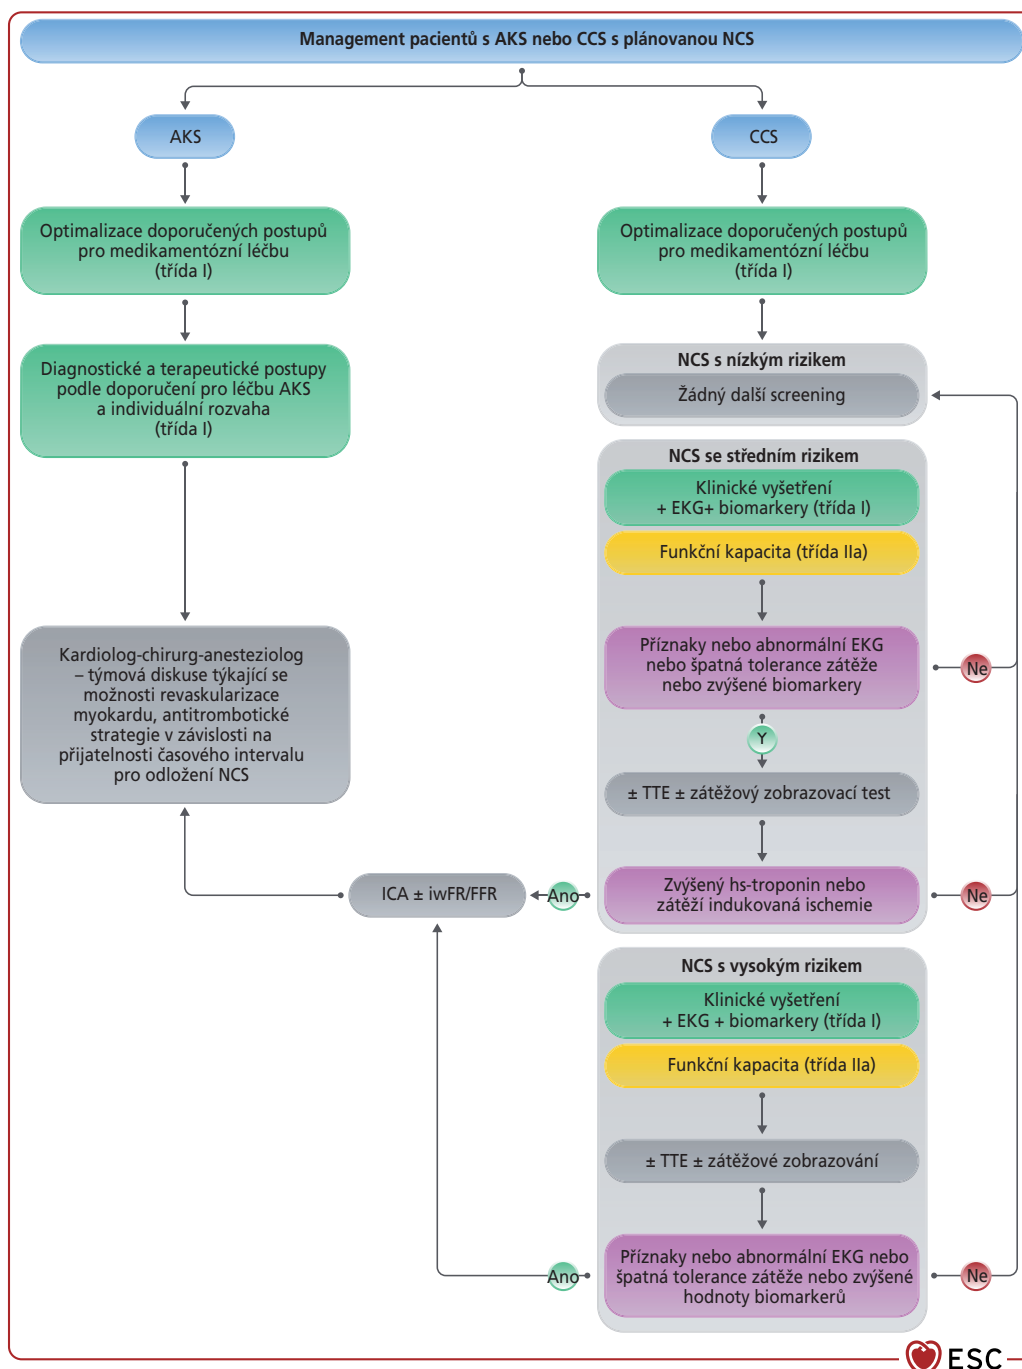 Management pacientů s AKS nebo CCS s plánovanou NCS
AKS
CCS
Optimalizace doporučených postupů
pro medikamentózní léčbu
(třída I)
Optimalizace doporučených postupů
pro medikamentózní léčbu
(třída I)
Diagnostické a terapeutické postupy
podle doporučení pro léčbu AKS
a individuální rozvaha
(třída I)
NCS s nízkým rizikem
Žádný další screening
NCS se středním rizikem
Klinické vyšetření
+ EKG+ biomarkery (třída I)
Funkční kapacita (třída IIa)
Kardiolog-chirurg-anesteziolog
– týmová diskuse týkající se
možnosti revaskularizace
myokardu, antitrombotické
strategie v závislosti na
přijatelnosti časového intervalu
pro odložení NCS
Příznaky nebo abnormální EKG
nebo špatná tolerance zátěže
nebo zvýšené biomarkery
Ne
Y
± TTE ± zátěžový zobrazovací test
ICA ± iwFR/FFR
Ano
Zvýšený hs-troponin nebo
zátěží indukovaná ischemie
Ne
NCS s vysokým rizikem
Klinické vyšetření
+ EKG + biomarkery (třída I)
Funkční kapacita (třída IIa)
± TTE ± zátěžové zobrazování
Ano
Příznaky nebo abnormální EKG nebo
špatná tolerance zátěže nebo zvýšené
hodnoty biomarkerů
Ne
ESC